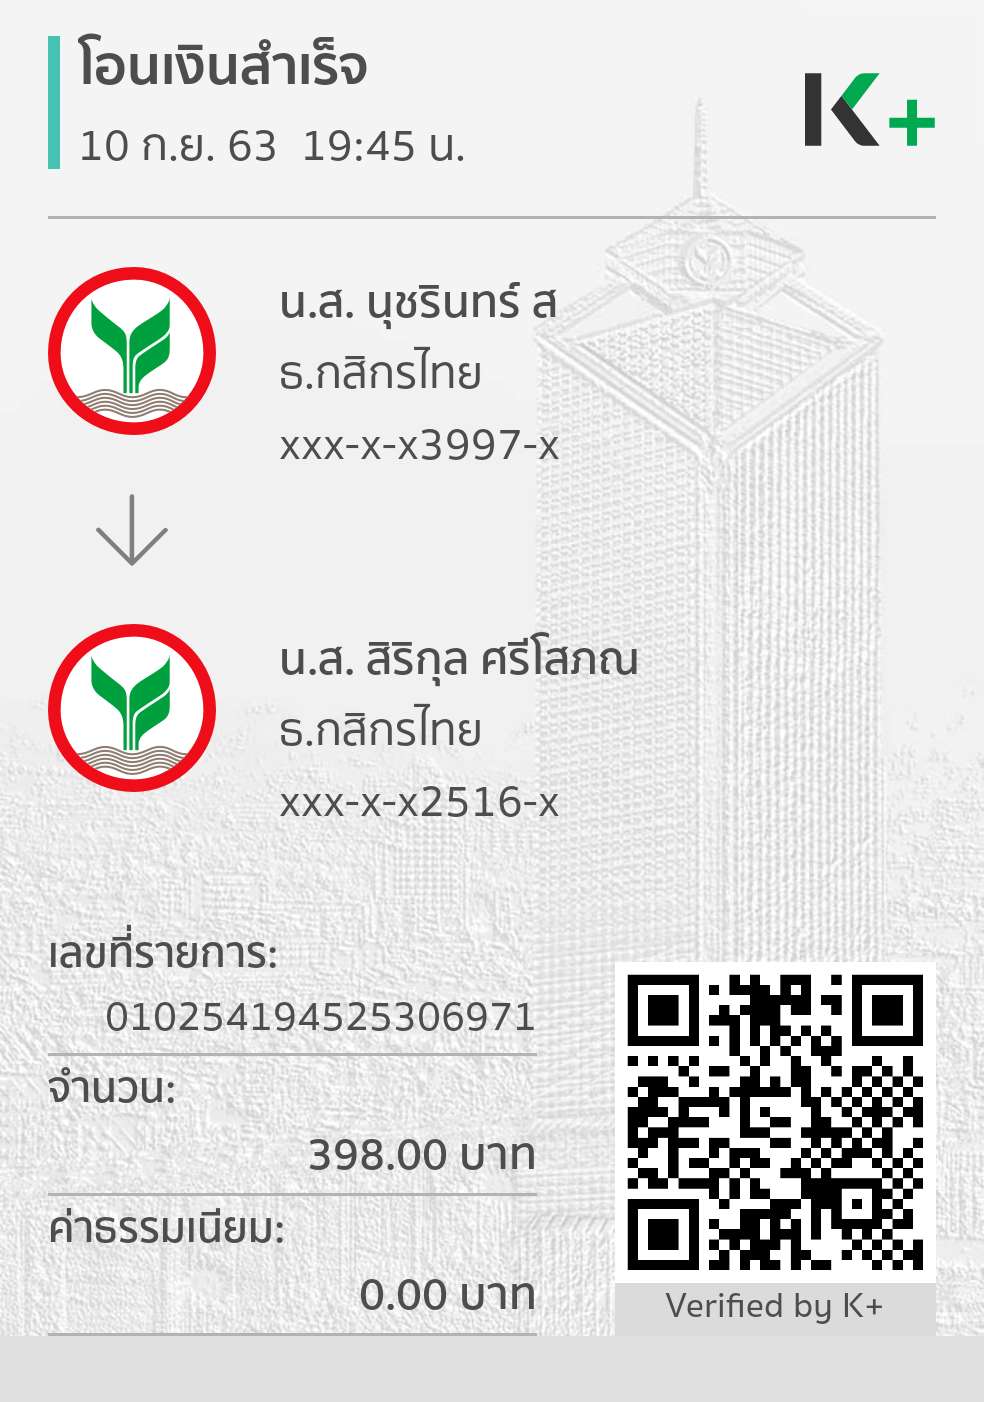 โอนเงินสำเร็จ
10 ก.ย. 63  19:45 น.
K+
น.ส. นุชรินทร์ ส
ธ.กสิกรไทย
xxx-x-x3997-x
น.ส. สิริกุล ศรีโสภณ
ธ.กสิกรไทย
xxx-x-x2516-x
เลขที่รายการ:
010254194525306971
จำนวน:
398.00 บาท
ค่าธรรมเนียม:
0.00 บาท
Verified by K+